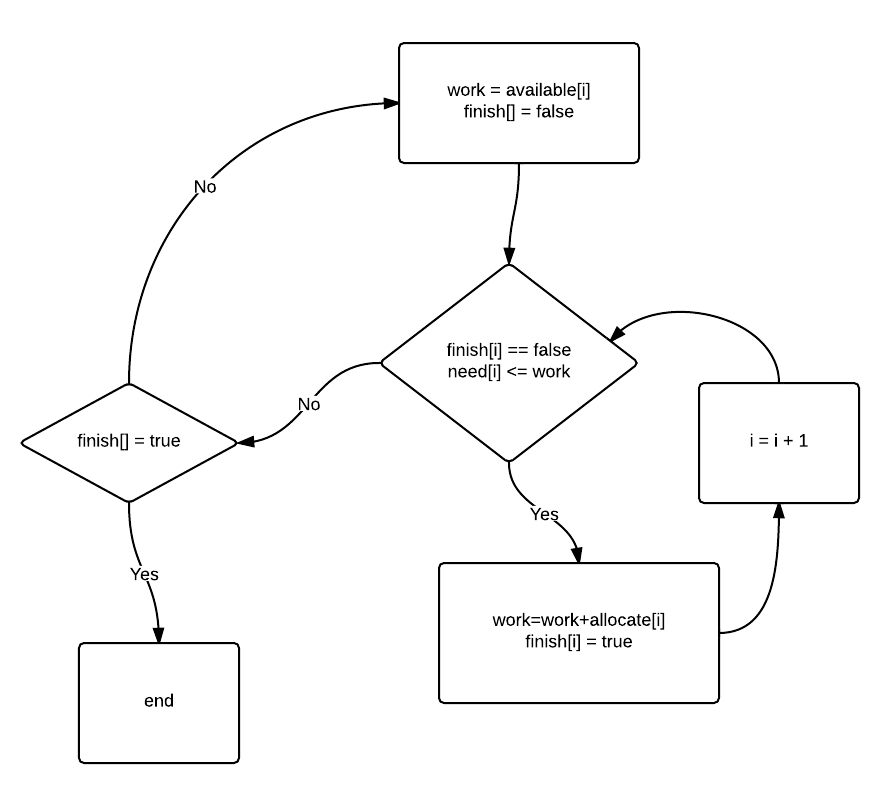 work = available[i]
finish[] = false
No
finish[i] == false
need[i] <= work
No
finish[] = true
i = i + 1
Yes
Yes
work=work+allocate[i]
finish[i] = true
end